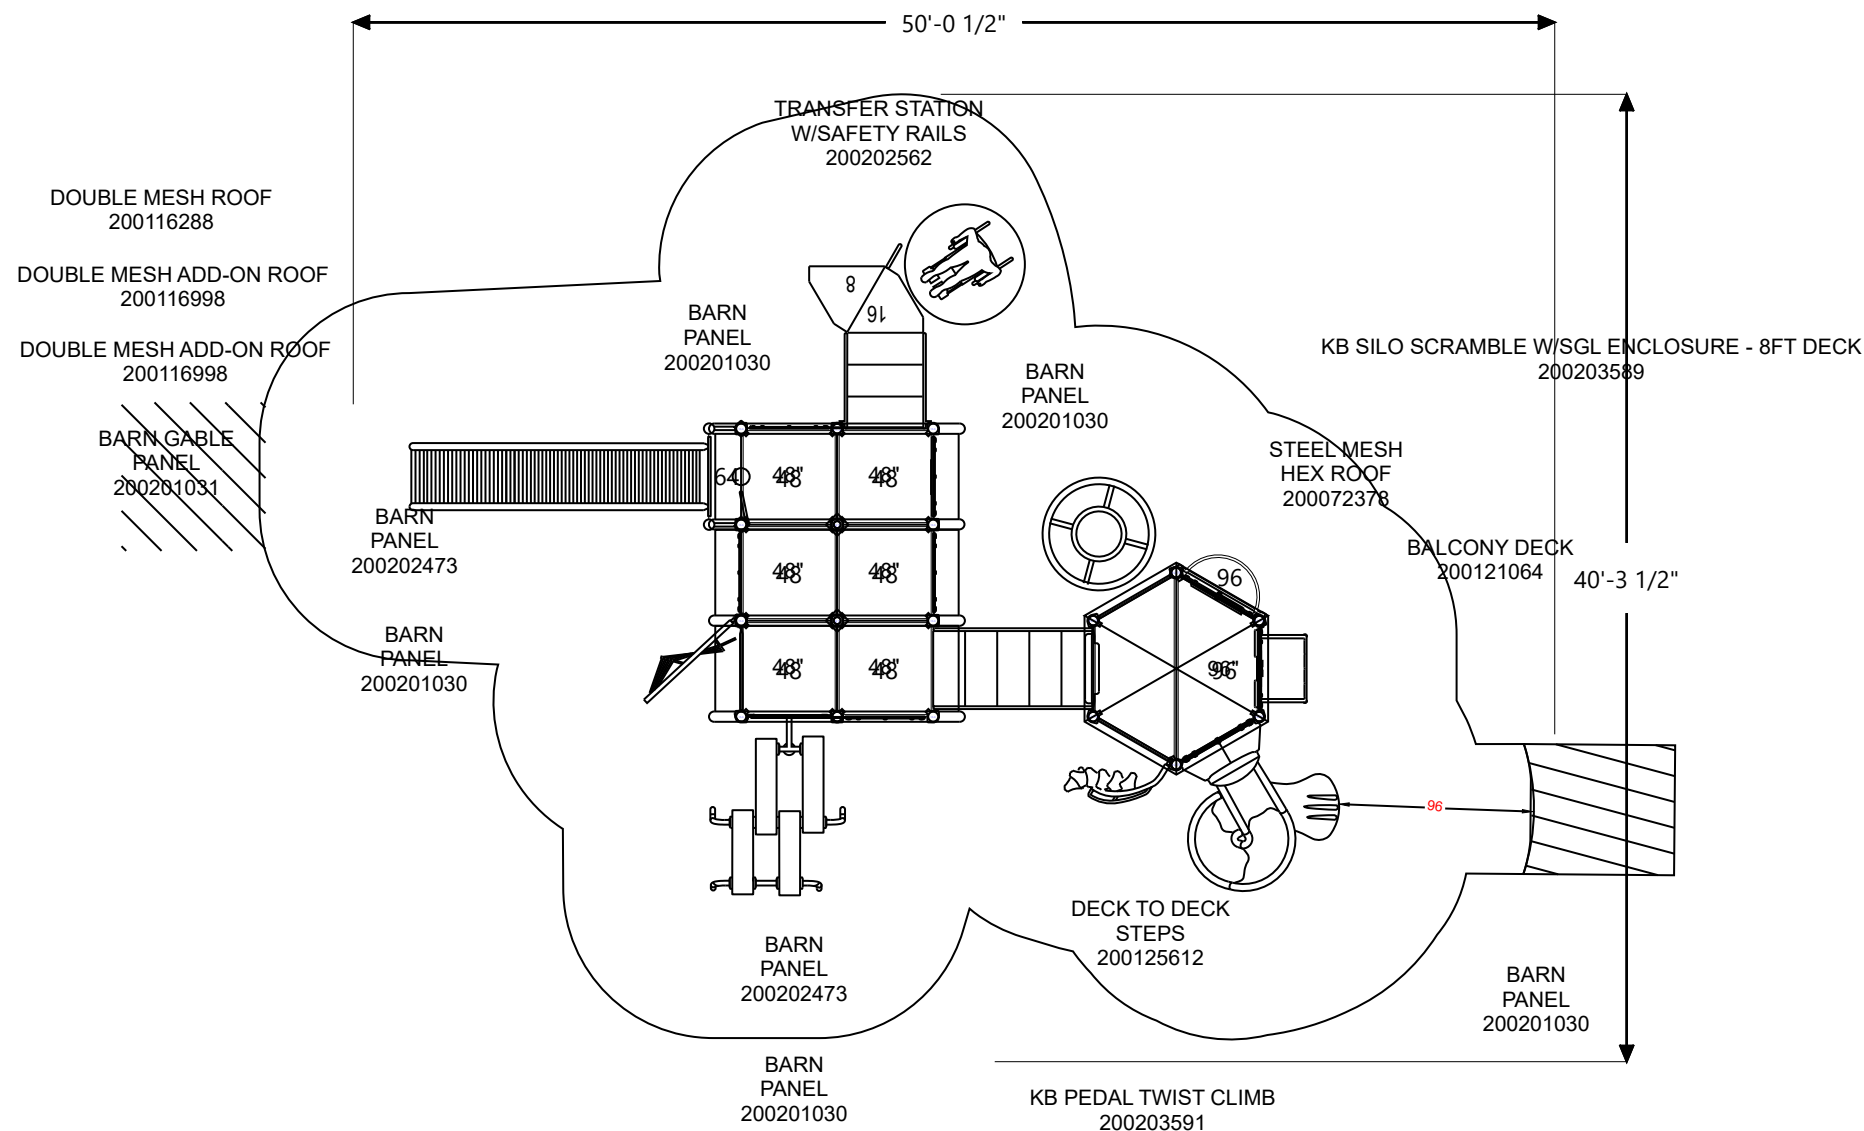 50'-0 1/2"
TRANSFER STATION
W/SAFETY RAILS
200202562
DOUBLE MESH ROOF
200116288
DOUBLE MESH ADD-ON ROOF
200116998
DOUBLE MESH ADD-ON ROOF
200116998
BARN GABLE
PANEL
200201031
8
16
BARN
PANEL
200201030
BARN
PANEL
200201030
KB SILO SCRAMBLE W/SGL ENCLOSURE - 8FT DECK
200203589
STEEL MESH
HEX ROOF
200072378
64
48"
48"
BARN
PANEL
200202473
BALCONY DECK
200121064
40'-3 1/2"
48"
48"
96
BARN
PANEL
200201030
48"
48"
96"
96
DECK TO DECK
STEPS
200125612
BARN
PANEL
200202473
BARN
PANEL
200201030
BARN
PANEL
200201030
KB PEDAL TWIST CLIMB
200203591